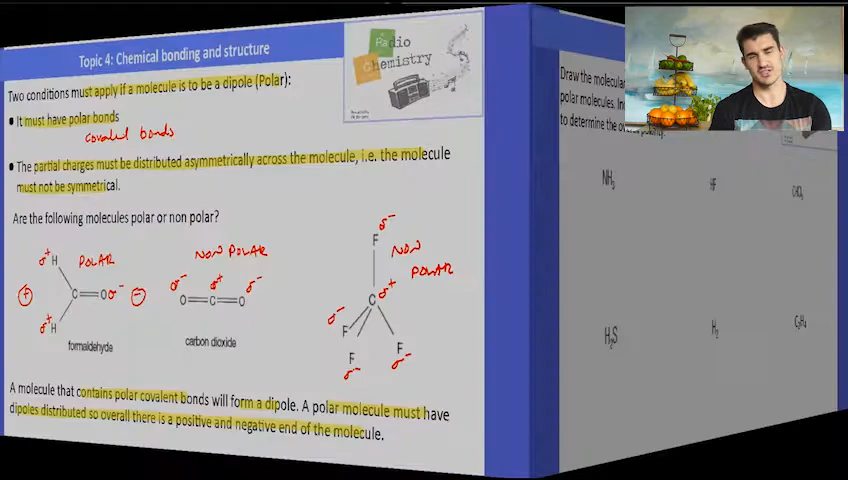 Topic 4: Chemical bonding and structure
Radio
Chemistry
Two conditions must apply if a molecule is to be a dipole (Polar):
• It must have polar bonds
covalent bonds
• The partial charges must be distributed asymmetrically across the molecule, i.e. the molecule
must not be symmetrical.
Are the following molecules polar or non polar?
δ+ H
POLAR
+ C=O δ- -
δ+ H
formaldehyde
NON POLAR
δ- δ+ δ-
O=C=O
carbon dioxide
δ-
F
NON
POLAR
C δ+
δ- F
F F
δ- δ-
A molecule that contains polar covalent bonds will form a dipole. A polar molecule must have
dipoles distributed so overall there is a positive and negative end of the molecule.
Draw the molecular
polar molecules.
to determine the
NH3
HF
CHCl3
H2S
H2